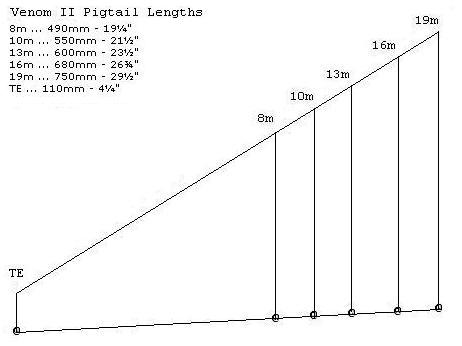 Venom II Pigtail Lengths
8m ... 490mm - 19¼"
10m ... 550mm - 21½"
13m ... 600mm - 23½"
16m ... 680mm - 26¾"
19m ... 750mm - 29½"
TE ... 110mm - 4¼"
19m
16m
13m
10m
8m
TE
@
@
@
@
@
@